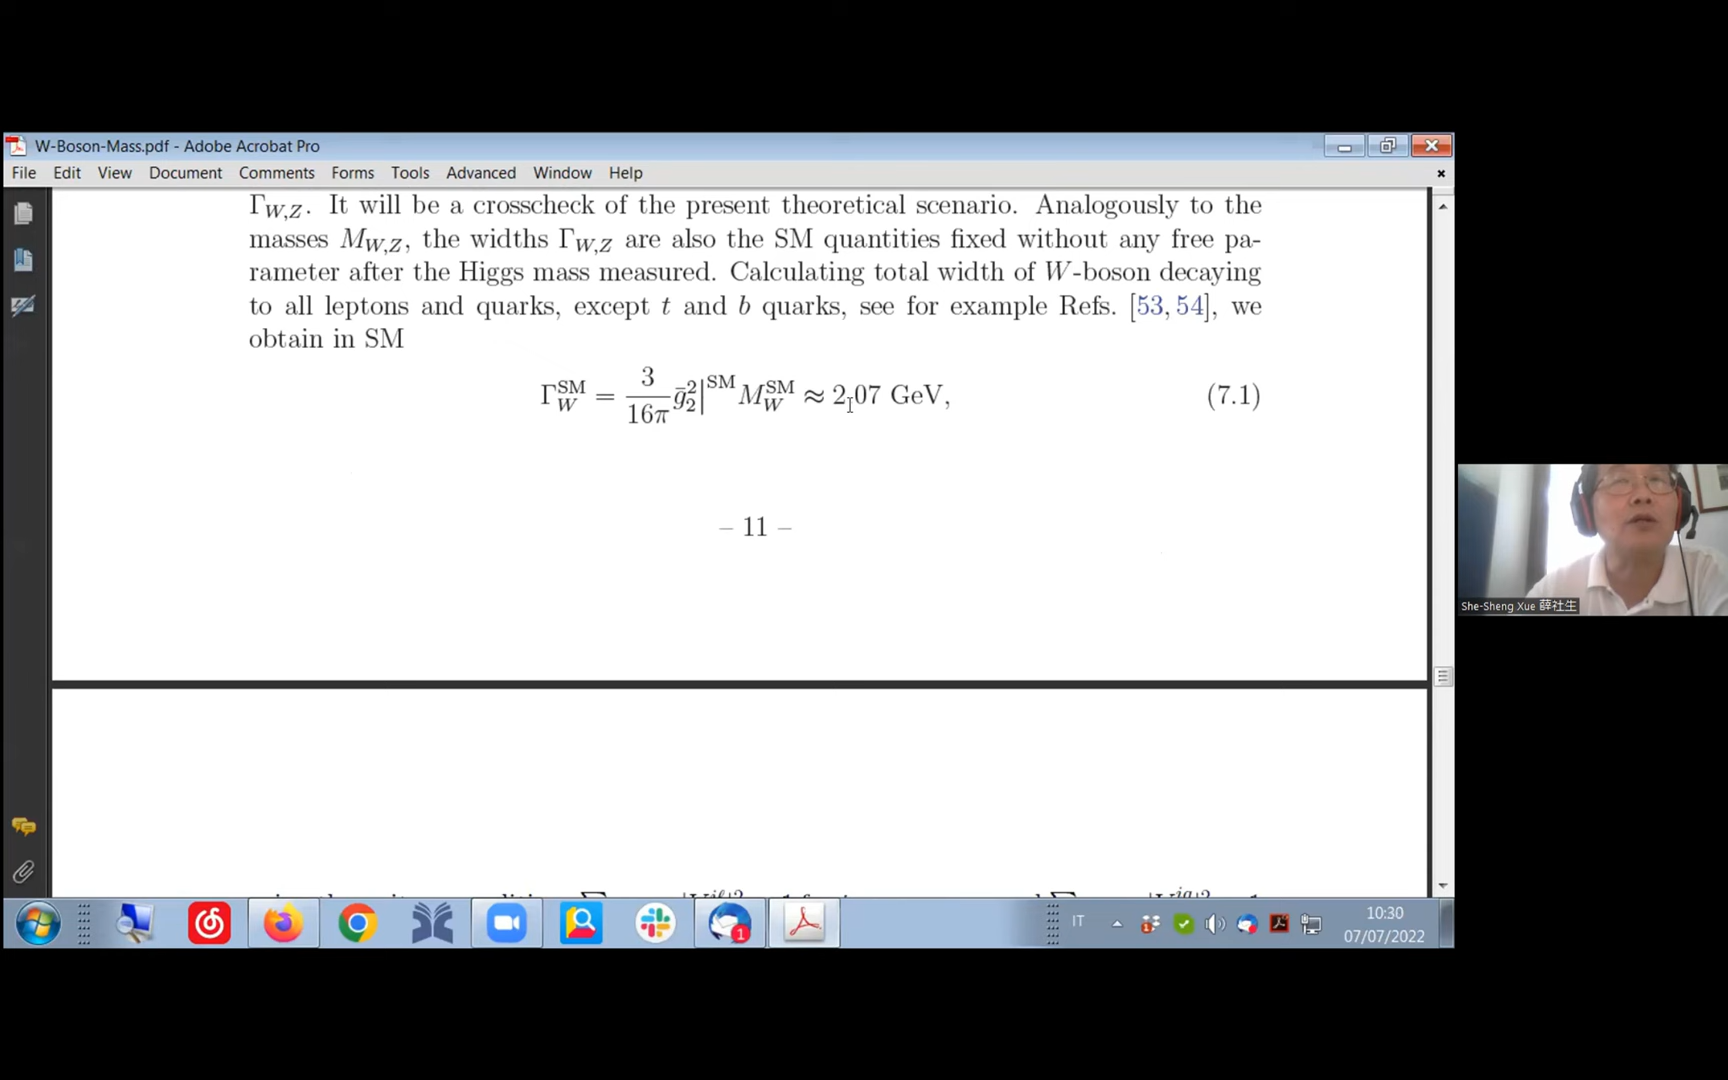 W-Boson-Mass.pdf - Adobe Acrobat Pro
File Edit View Document Comments Forms Tools Advanced Window Help
Γ_{W,Z}. It will be a crosscheck of the present theoretical scenario. Analogously to the
masses M_{W,Z}, the widths Γ_{W,Z} are also the SM quantities fixed without any free pa-
rameter after the Higgs mass measured. Calculating total width of W-boson decaying
to all leptons and quarks, except t and b quarks, see for example Refs. [53, 54], we
obtain in SM
Γ_W^{SM} = \frac{3}{16π} \bar{g}_2^2|^{SM} M_W^{SM} ≈ 2.07 GeV, (7.1)
– 11 –
She-Sheng Xue 薛社生
1
IT
10:30
07/07/2022